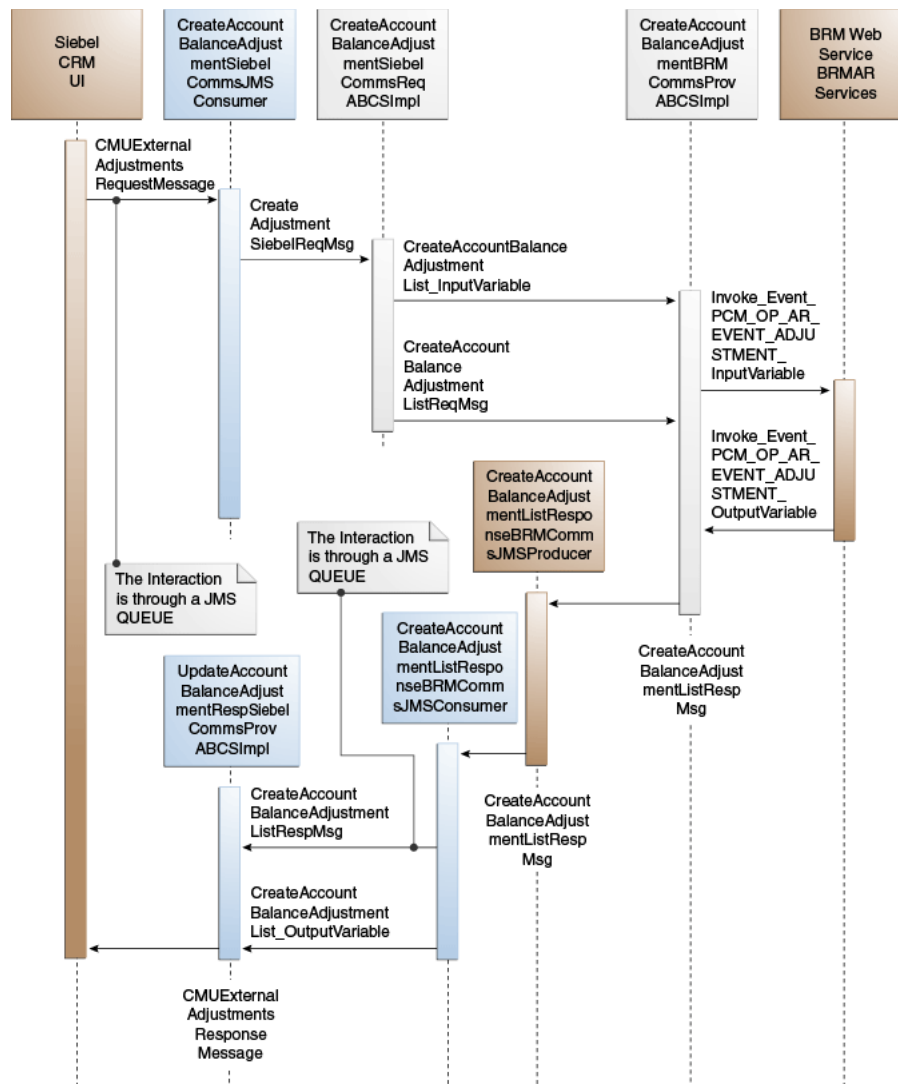 Siebel
CRM
UI
CreateAccount
BalanceAdjust
mentSiebel
CommsJMS
Consumer
CreateAccount
BalanceAdjust
mentSiebel
CommsReq
ABCSImpl
CreateAccount
BalanceAdjust
mentBRM
CommsProv
ABCSImpl
BRM Web
Service
BRMAR
Services
CMUExternal
Adjustments
RequestMessage
Create
Adjustment
SiebelReqMsg
CreateAccountBalance
Adjustment
List_InputVariable
Invoke_Event_
PCM_OP_AR_
EVENT_ADJU
STMENT_
InputVariable
CreateAccount
Balance
Adjustment
ListReqMsg
Invoke_Event_
PCM_OP_AR_
EVENT_ADJU
STMENT_
OutputVariable
CreateAccount
BalanceAdjust
mentListRespo
nseBRMComm
sJMSProducer
The Interaction
is through a JMS
QUEUE
The Interaction
is through a JMS
QUEUE
CreateAccount
BalanceAdjust
mentListRespo
nseBRMComm
sJMSConsumer
CreateAccount
BalanceAdjust
mentListResp
Msg
UpdateAccount
BalanceAdjust
mentRespSiebel
CommsProv
ABCSImpl
CreateAccount
BalanceAdjustment
ListRespMsg
CreateAccount
BalanceAdjust
mentListResp
Msg
CreateAccount
BalanceAdjustment
List_OutputVariable
CMUExternal
Adjustments
Response
Message